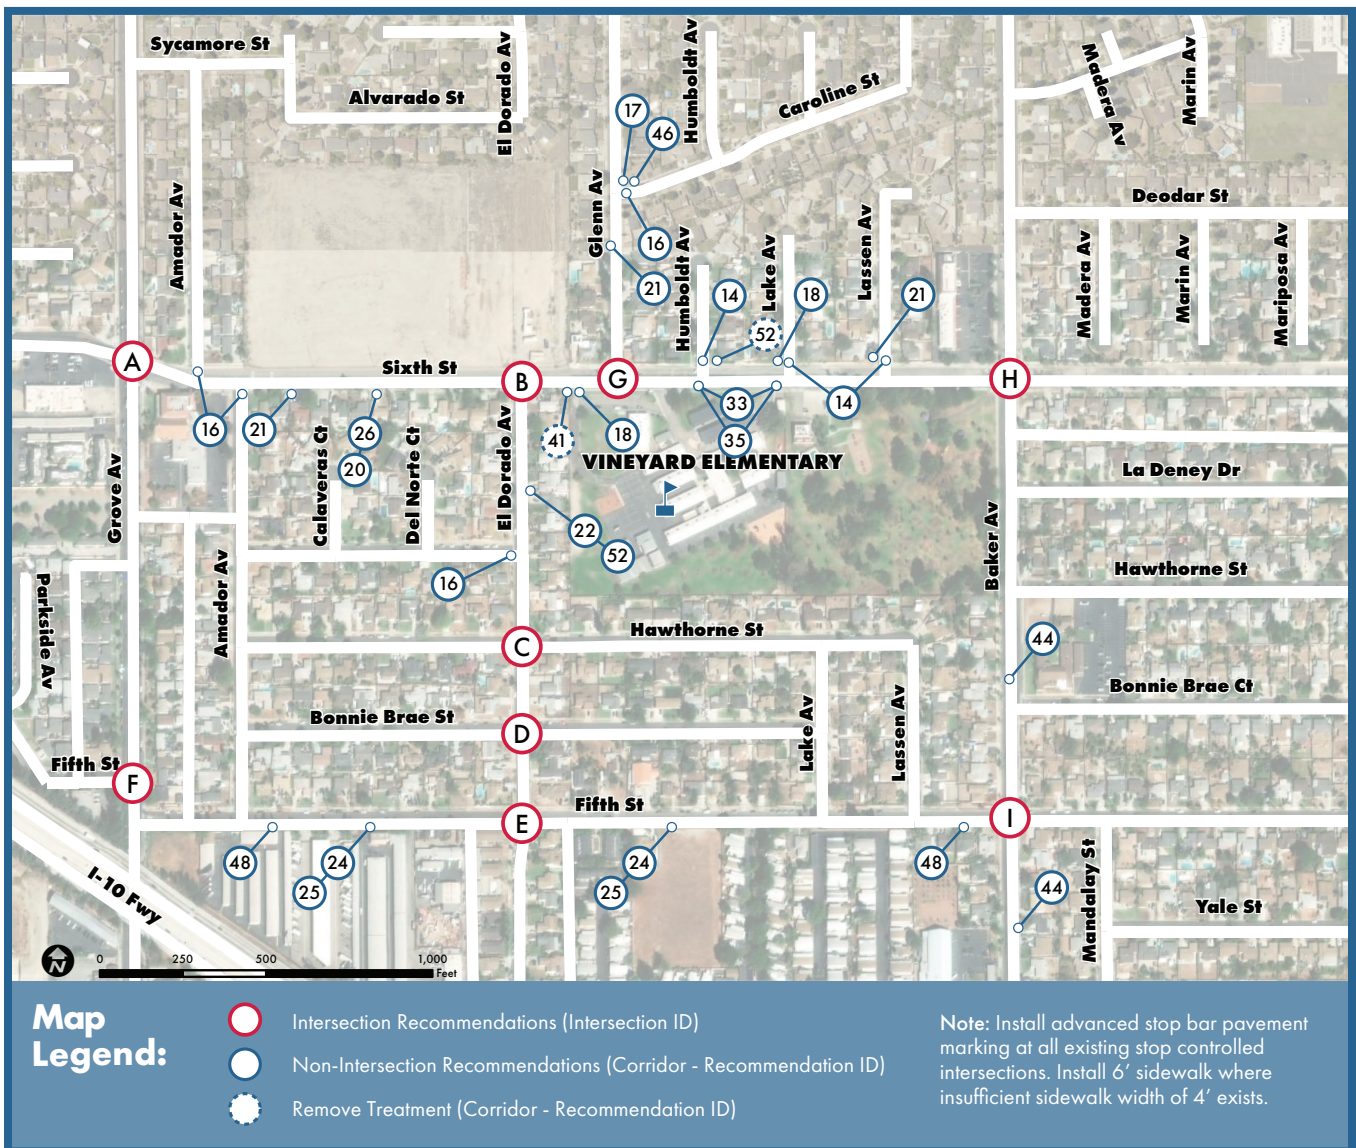 Sycamore St
Alvarado St
El Dorado Av
Humboldt Av
Caroline St
Madera Av
Marin Av
17
46
Amador Av
Glenn Av
Deodar St
16
Humboldt Av
Lake Av
Lassen Av
Madera Av
Marin Av
Mariposa Av
21
14
18
21
52
A
Sixth St
B
G
H
16
21
26
20
41
18
33
35
14
Grove Av
Calaveras Ct
Del Norte Ct
El Dorado Av
VINEYARD ELEMENTARY
La Deney Dr
Baker Av
22
52
16
Parkside Av
Amador Av
Hawthorne St
Hawthorne St
C
44
Bonnie Brae St
Bonnie Brae Ct
D
Lake Av
Lassen Av
Fifth St
F
Fifth St
E
I
48
24
25
24
25
48
44
I-10 Fwy
Mandalay St
Yale St
N
0 250 500 1,000
Feet
Map
Legend:
Intersection Recommendations (Intersection ID)
Non-Intersection Recommendations (Corridor - Recommendation ID)
Remove Treatment (Corridor - Recommendation ID)
Note: Install advanced stop bar pavement
marking at all existing stop controlled
intersections. Install 6’ sidewalk where
insufficient sidewalk width of 4’ exists.